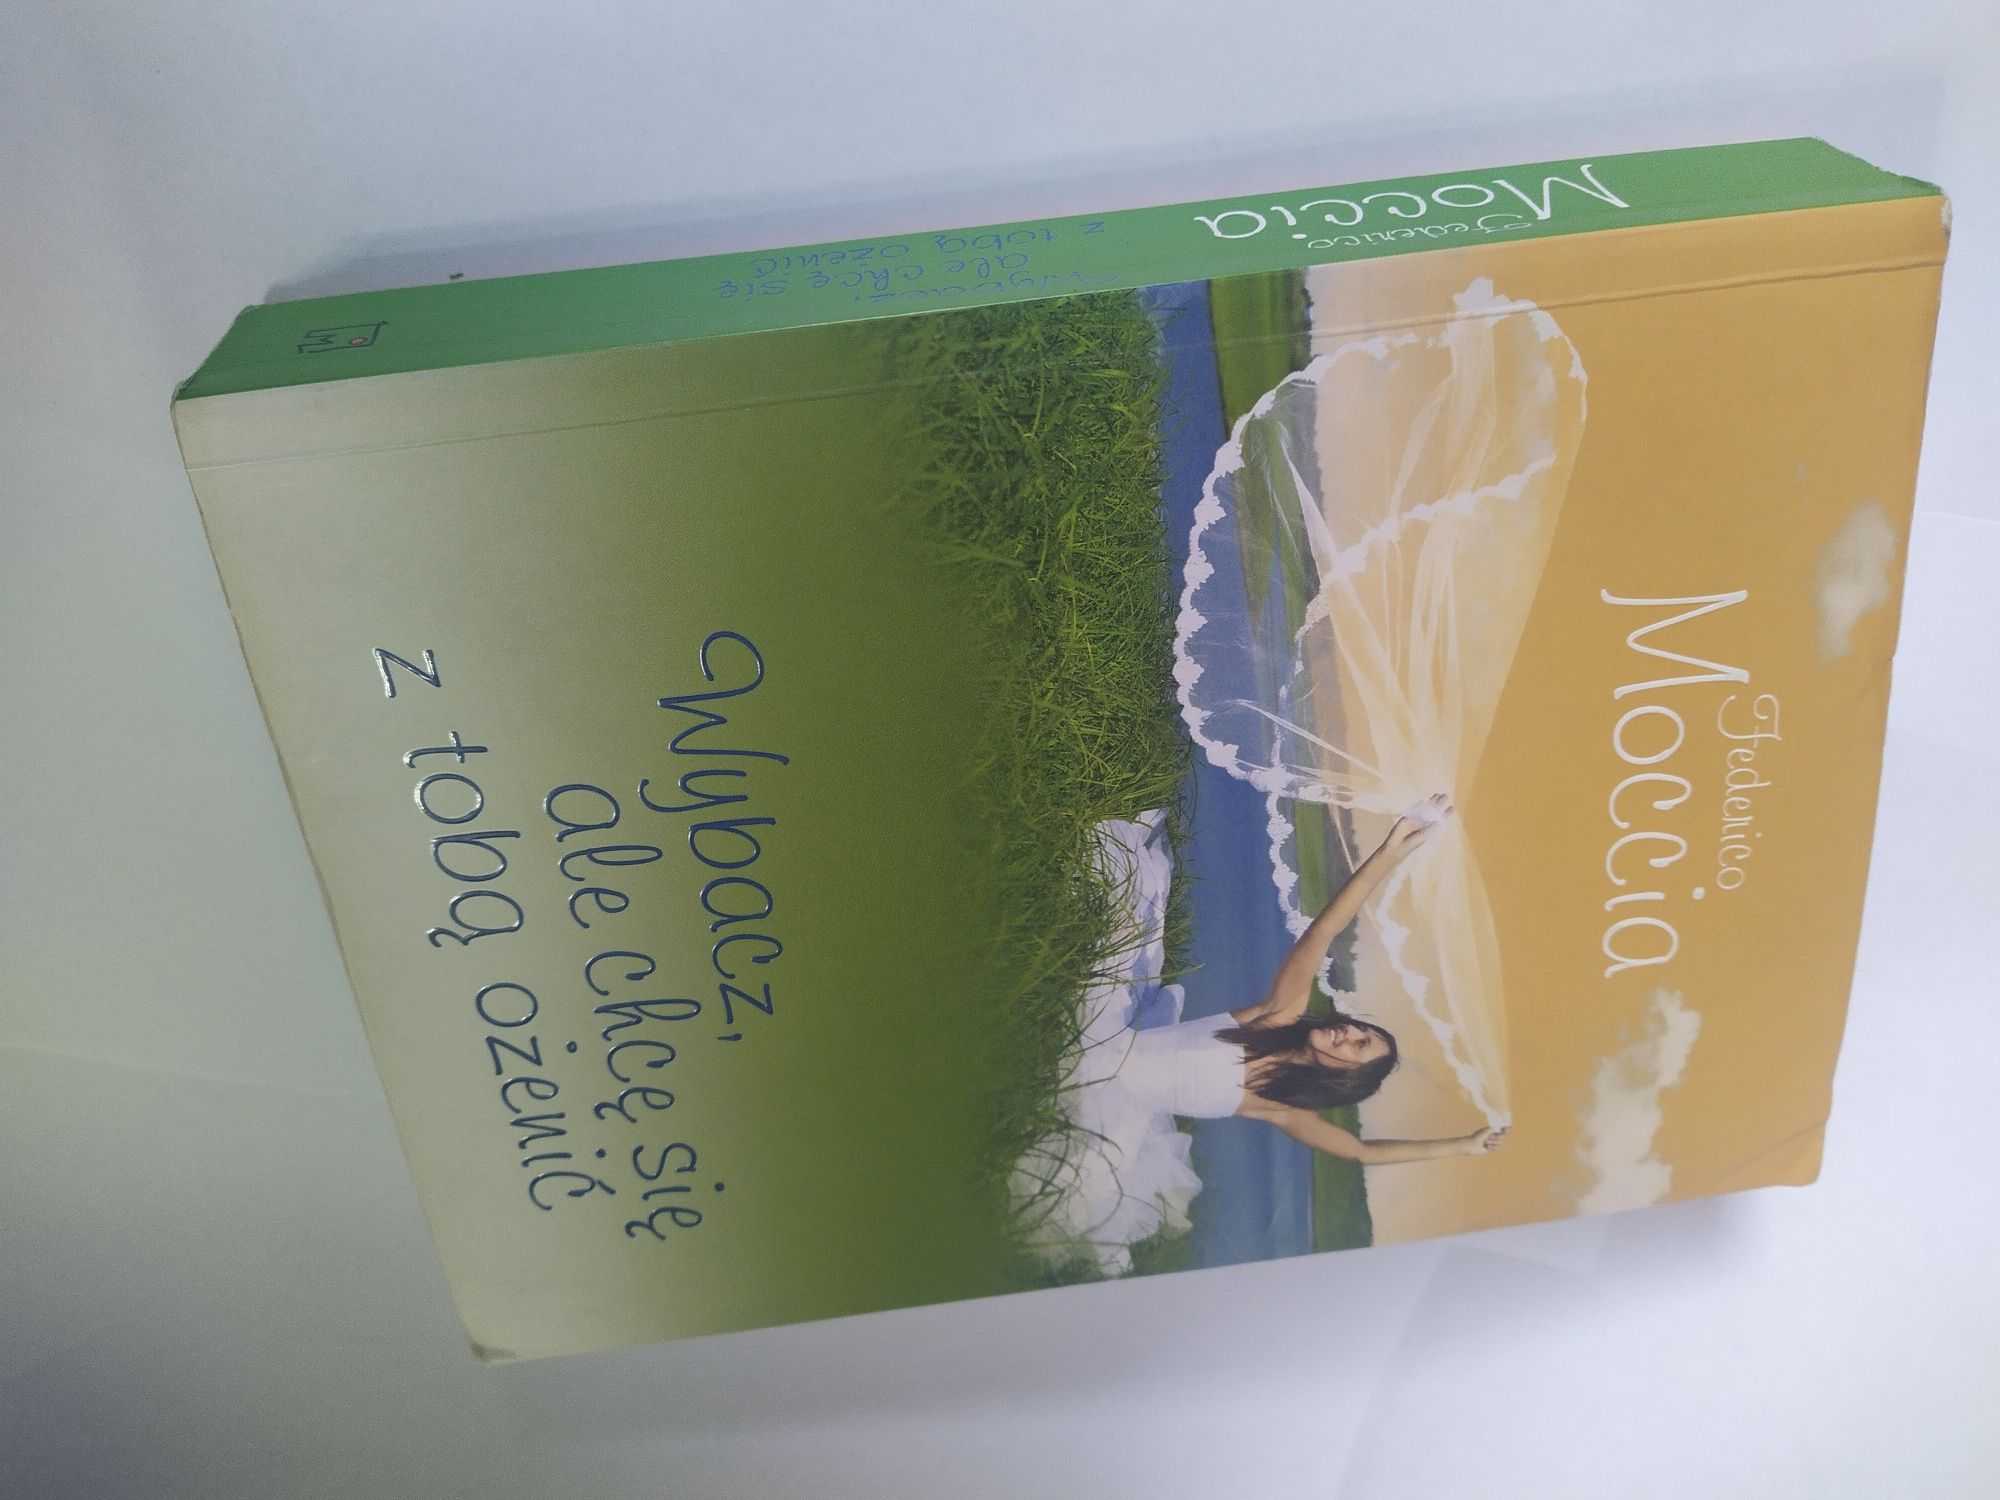 Federico
Moccia
Wybacz,
ale chcę się
z tobą ożenić
Federico
Moccia
Wybacz,
ale chcę się
z tobą ożenić
M